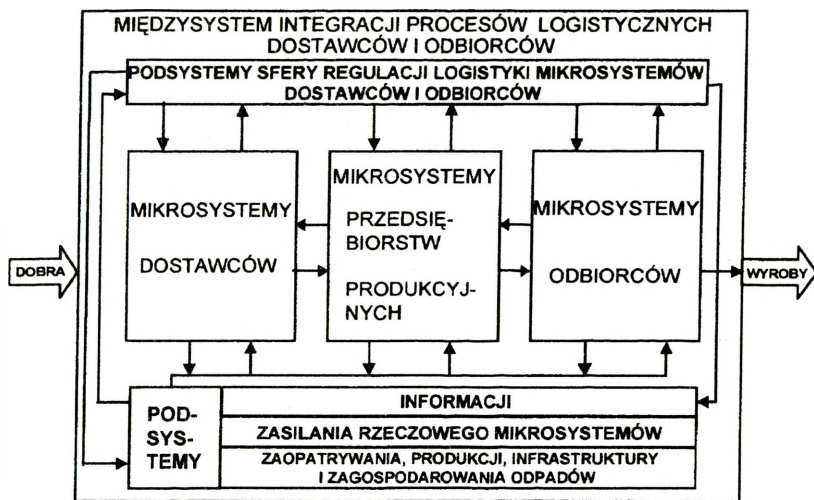 MIĘDZYSYSTEM INTEGRACJI PROCESÓW LOGISTYCZNYCH
DOSTAWCÓW I ODBIORCÓW
PODSYSTEMY SFERY REGULACJI LOGISTYKI MIKROSYSTEMÓW
DOSTAWCÓW I ODBIORCÓW
MIKROSYSTEMY
DOSTAWCÓW
MIKROSYSTEMY
PRZEDSIĘ-
BIORSTW
PRODUKCYJ-
NYCH
MIKROSYSTEMY
ODBIORCÓW
DOBRA
WYROBY
POD-
SYS-
TEMY
INFORMACJI
ZASILANIA RZECZOWEGO MIKROSYSTEMÓW
ZAOPATRYWANIA, PRODUKCJI, INFRASTRUKTURY
I ZAGOSPODAROWANIA ODPADÓW